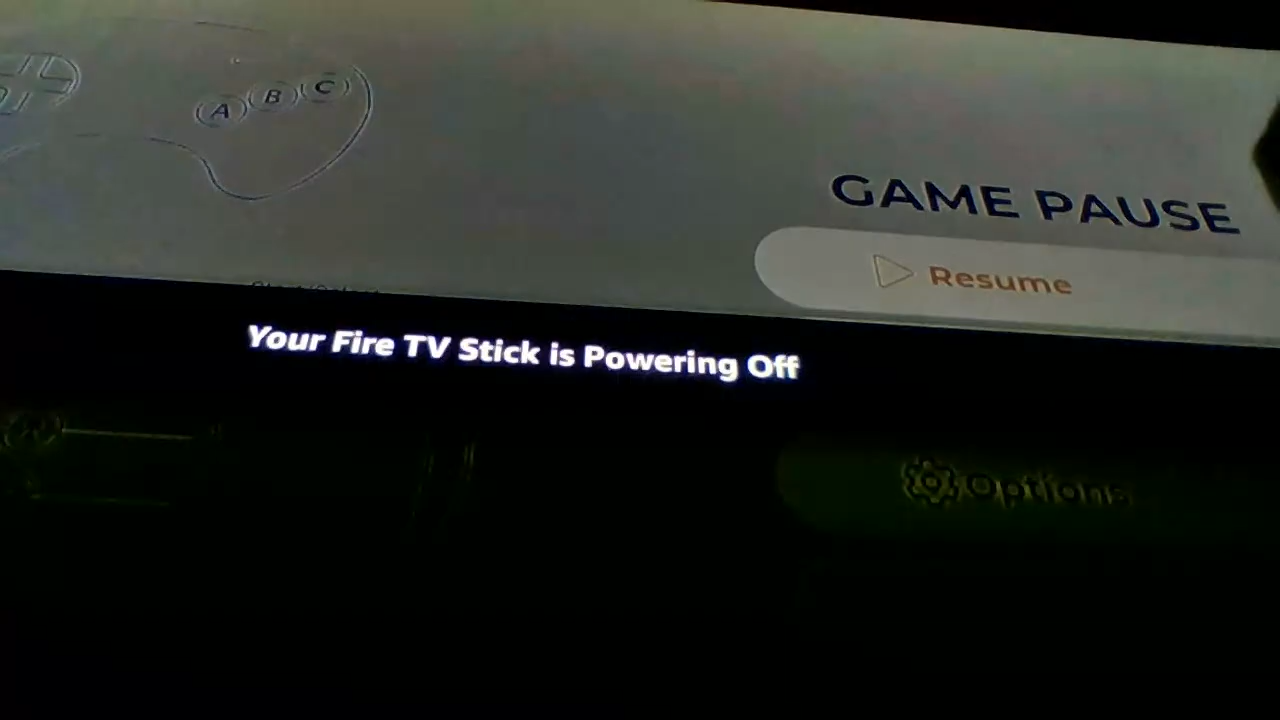 A B C
GAME PAUSE
Resume
Your Fire TV Stick is Powering Off
Options